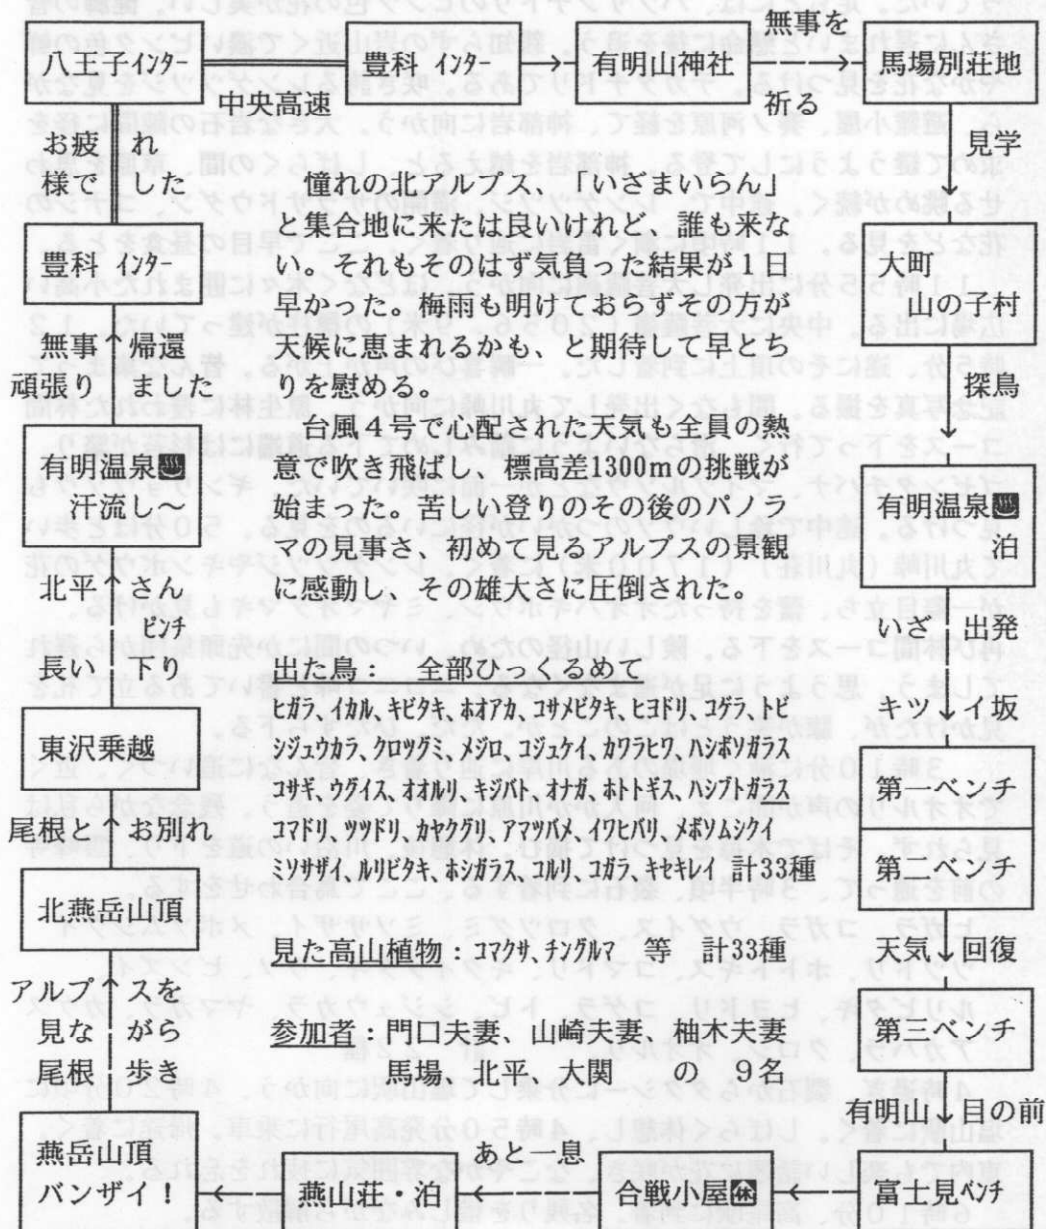 八王子ｲﾝﾀｰ
中央高速
豊科 ｲﾝﾀｰ
有明山神社
無事を
祈る
馬場別荘地
見学
大町
山の子村
探鳥
有明温泉♨
泊
いざ 出発
キツ イ坂
第一ベンチ
第二ベンチ
天気 回復
第三ベンチ
有明山 目の前
富士見ﾍﾞﾝﾁ
合戦小屋㊡
あと一息
燕山荘・泊
燕岳山頂
バンザイ！
アルプ スを
見な がら
尾根 歩き
北燕岳山頂
尾根と お別れ
東沢乗越
北平 さん
ﾋﾟﾝﾁ
長い 下り
有明温泉♨
汗流し～
無事 帰還
頑張り ました
豊科 ｲﾝﾀｰ
お疲 れ
様で した
憧れの北アルプス、「いざまいらん」
と集合地に来たは良いけれど、誰も来な
い。それもそのはず気負った結果が１日
早かった。梅雨も明けておらずその方が
天候に恵まれるかも、と期待して早とち
りを慰める。
台風４号で心配された天気も全員の熱
意で吹き飛ばし、標高差1300ｍの挑戦が
始まった。苦しい登りのその後のパノラ
マの見事さ、初めて見るアルプスの景観
に感動し、その雄大さに圧倒された。
出た鳥： 全部ひっくるめて
ﾋｶﾞﾗ､ｲｶﾙ､ｷﾋﾞﾀｷ､ﾎｵｱｶ､ｺｻﾒﾋﾞﾀｷ､ﾋﾖﾄﾞﾘ､ｺｹﾞﾗ､ﾄﾋﾞ
ｼｼﾞｭｳｶﾗ､ｸﾛﾂｸﾞﾐ､ﾒｼﾞﾛ､ｺｼﾞｭｹｲ､ｶﾜﾗﾋﾜ､ﾊｼﾎﾞｿｶﾞﾗｽ
ｺｻｷﾞ､ｳｸﾞｲｽ､ｵｵﾙﾘ､ｷｼﾞﾊﾞﾄ､ｵﾅｶﾞ､ﾎﾄﾄｷﾞｽ､ﾊｼﾌﾞﾄｶﾞﾗｽ
ｺﾏﾄﾞﾘ､ﾂﾂﾄﾞﾘ､ｶﾔｸｸﾞﾘ､ｱﾏﾂﾊﾞﾒ､ｲﾜﾋﾊﾞﾘ､ﾒﾎﾞｿﾑｼｸｲ
ﾐｿｻｻﾞｲ､ﾙﾘﾋﾞﾀｷ､ﾎｼｶﾞﾗｽ､ｺﾙﾘ､ｺｶﾞﾗ､ｷｾｷﾚｲ 計33種
見た高山植物：ｺﾏｸｻ､ﾁﾝｸﾞﾙﾏ 等 計33種
参加者：門口夫妻、山崎夫妻、柚木夫妻
馬場、北平、大関 の ９名